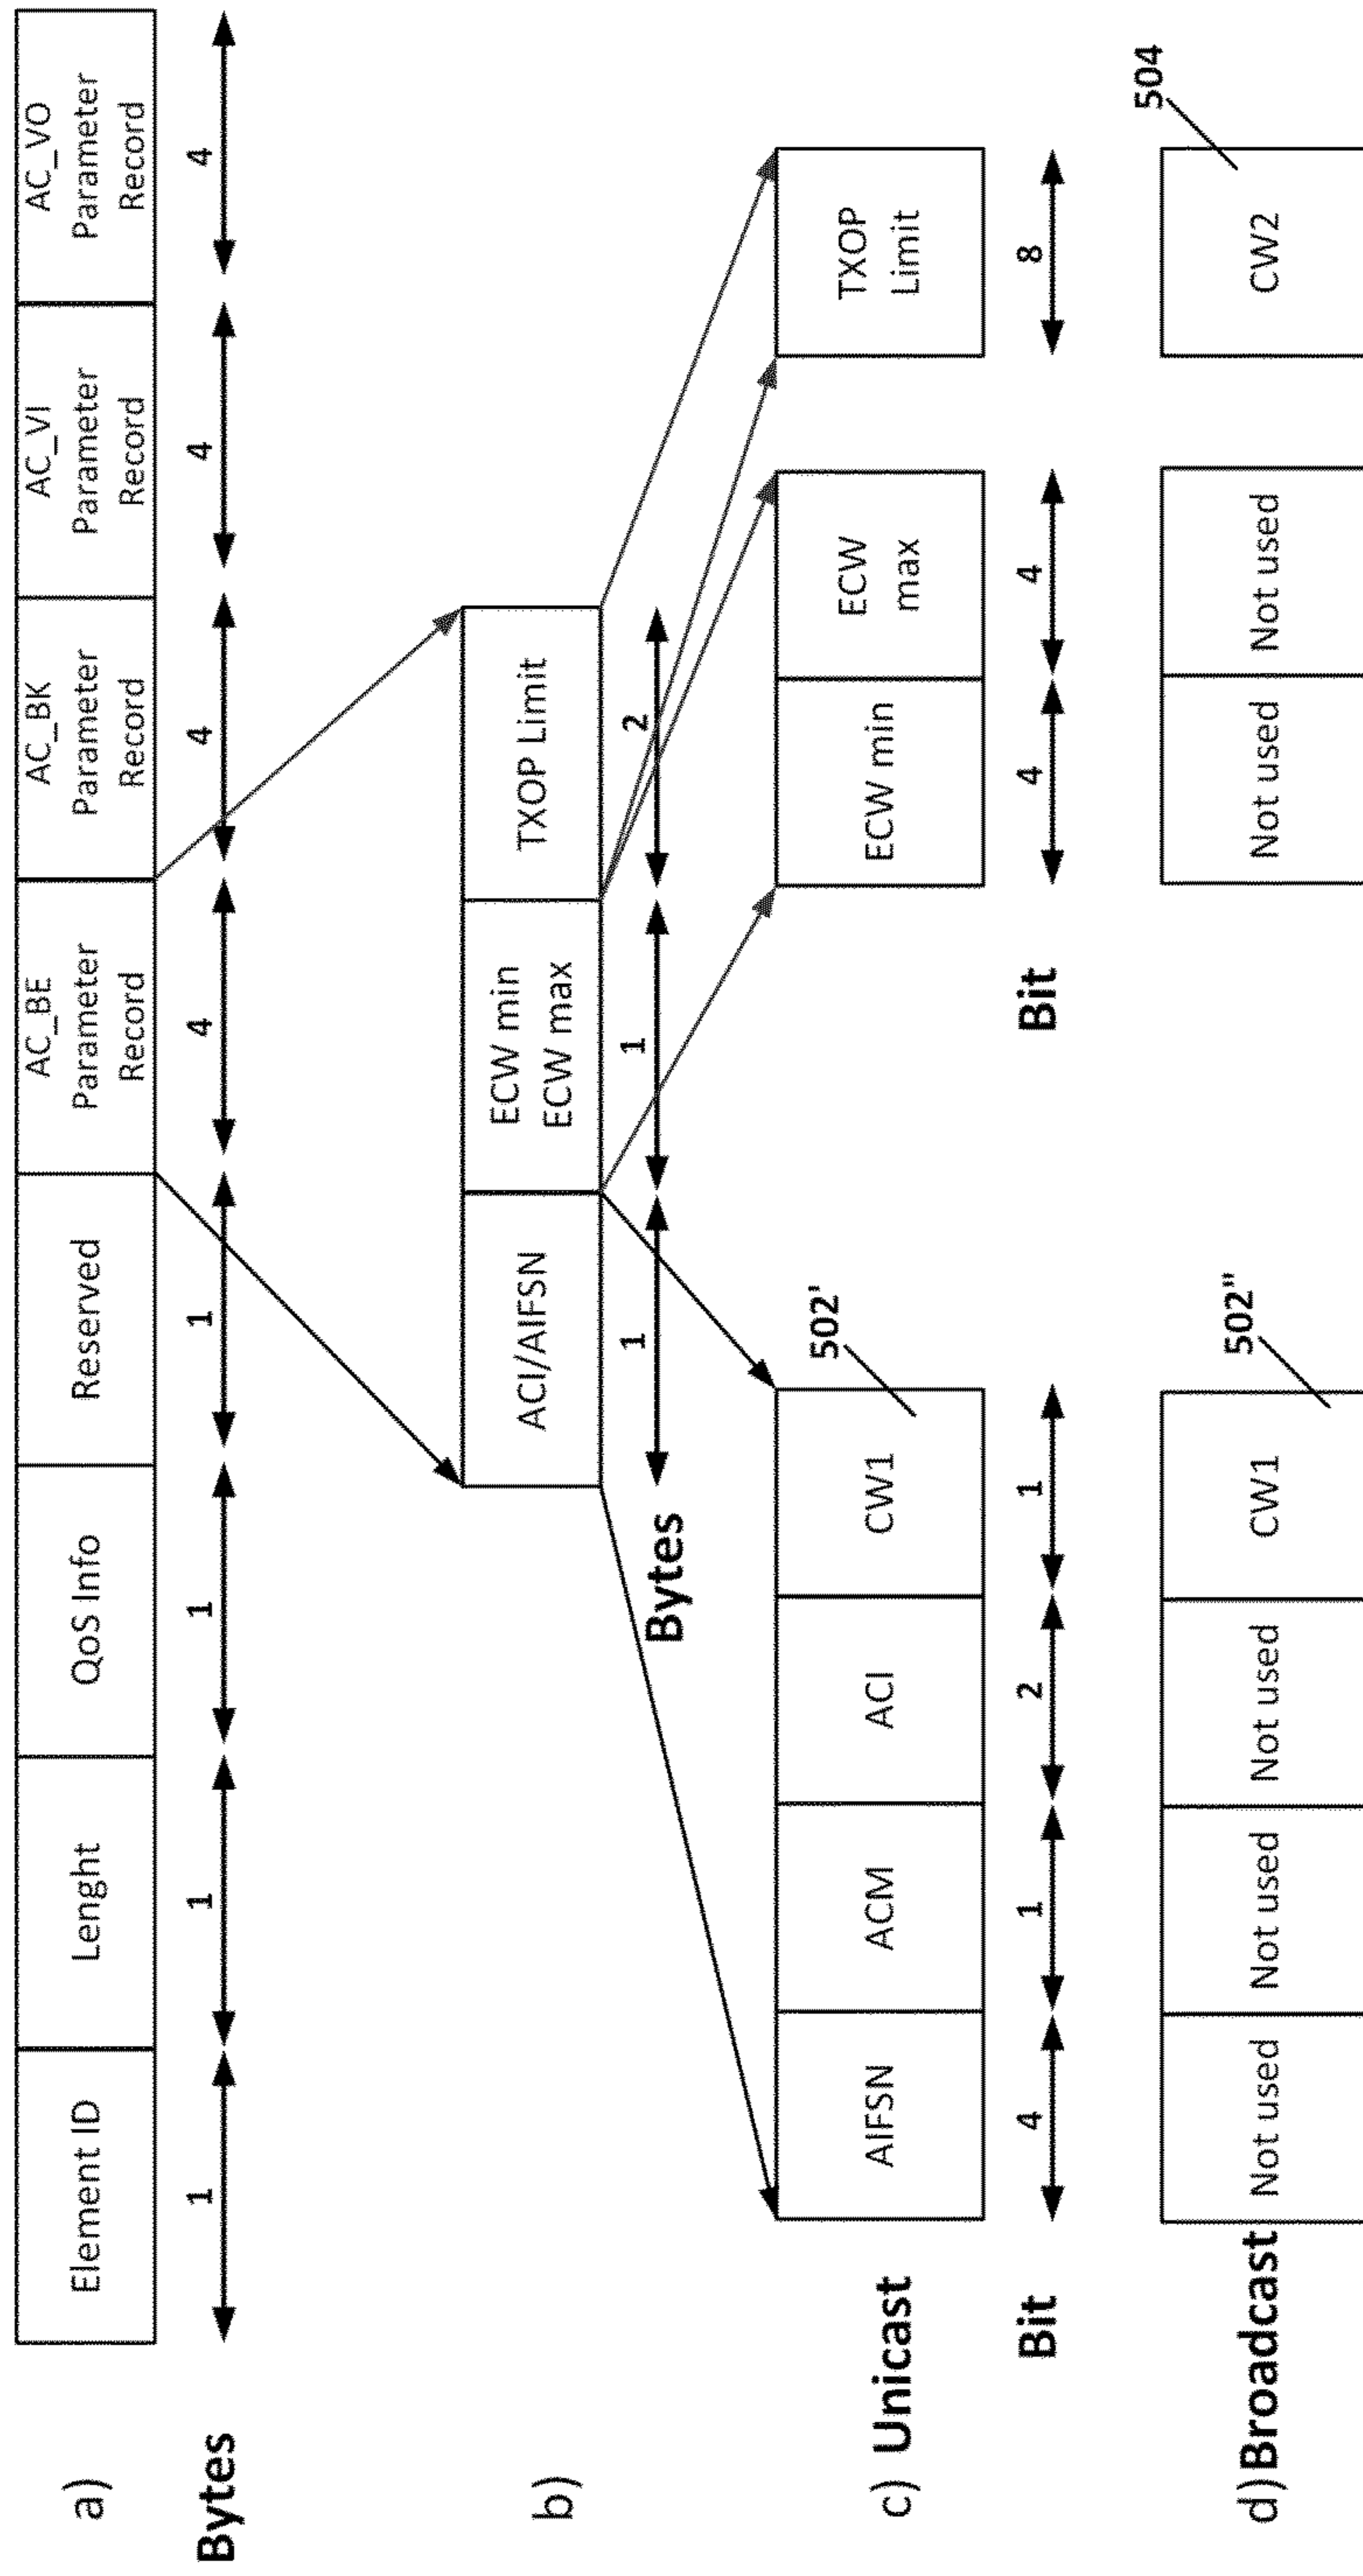 a)
Element ID
Lenght
QoS Info
Reserved
AC_BE
Parameter
Record
AC_BK
Parameter
Record
AC_VI
Parameter
Record
AC_VO
Parameter
Record
Bytes
1
1
1
1
4
4
4
4
b)
ACI/AIFSN
ECW min
ECW max
TXOP Limit
Bytes
1
1
2
c) Unicast
AIFSN
ACM
ACI
CW1
502'
ECW min
ECW
max
TXOP
Limit
Bit
4
1
2
1
Bit
4
4
8
d) Broadcast
Not used
Not used
Not used
CW1
502"
Not used
Not used
CW2
504